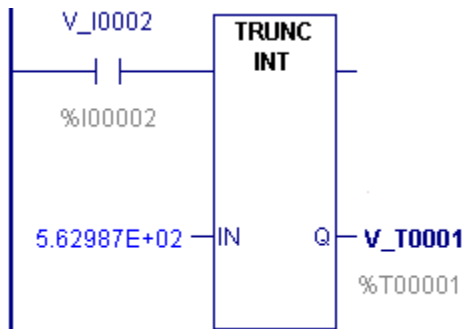 V_I0002
TRUNC
INT
%I00002
5.62987E+02 IN Q V_T0001
%T00001